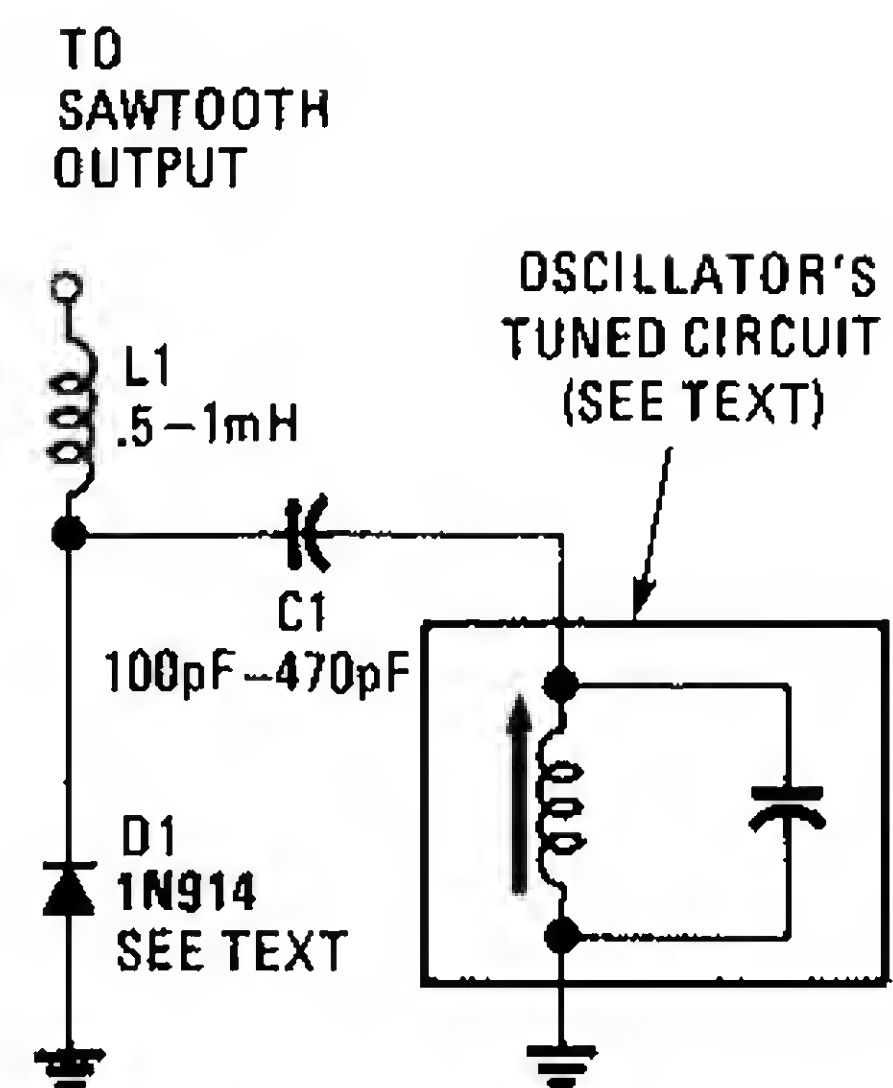 TO
SAWTOOTH
OUTPUT
OSCILLATOR'S
TUNED CIRCUIT
(SEE TEXT)
L1
.5–1mH
C1
100pF–470pF
D1
1N914
SEE TEXT